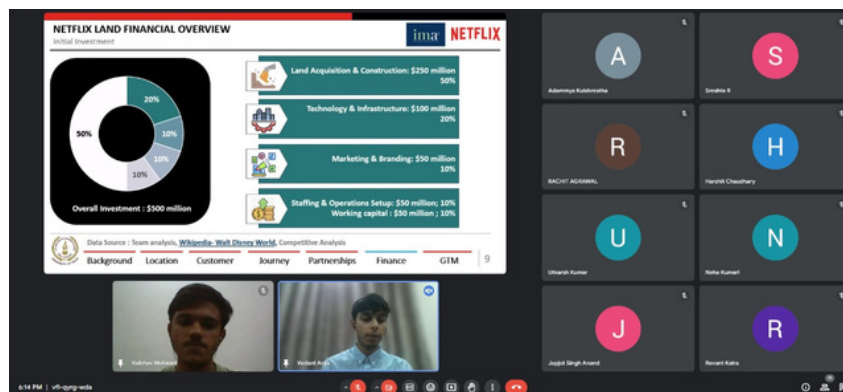 NETFLIX LAND FINANCIAL OVERVIEW
Initial Investment
ima NETFLIX
20%
10%
10%
10%
50%
Overall Investment : $500 million
Land Acquisition & Construction: $250 million
50%
Technology & Infrastructure: $100 million
20%
Marketing & Branding: $50 million
10%
Staffing & Operations Setup: $50 million; 10%
Working capital : $50 million ; 10%
Data Source : Team analysis, Wikipedia- Walt Disney World, Competitive Analysis
Background Location Customer Journey Partnerships Finance GTM 9
A
S
Sreshta R
R
RACHIT AGRAWAL
H
Harshit Chaudhary
U
Utkarsh Kumar
N
Neha Kumari
J
Japjot Singh Anand
R
Revant Kalra
6:14 PM | vfi-qyrg-wda